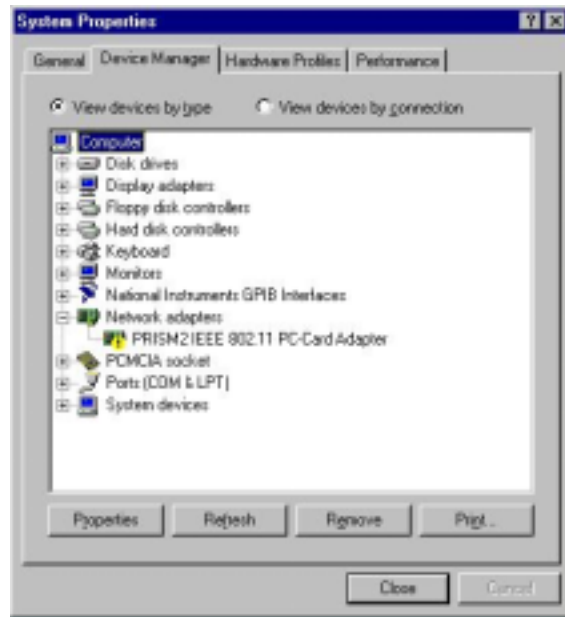 System Properties
General Device Manager Hardware Profiles Performance
View devices by type View devices by connection
Computer
Disk drives
Display adapters
Floppy disk controllers
Hard disk controllers
Keyboard
Monitors
National Instruments GPIB Interfaces
Network adapters
PRISM2 IEEE 802.11 PC-Card Adapter
PCMCIA socket
Ports (COM & LPT)
System devices
Properties Refresh Remove Print...
Close Cancel